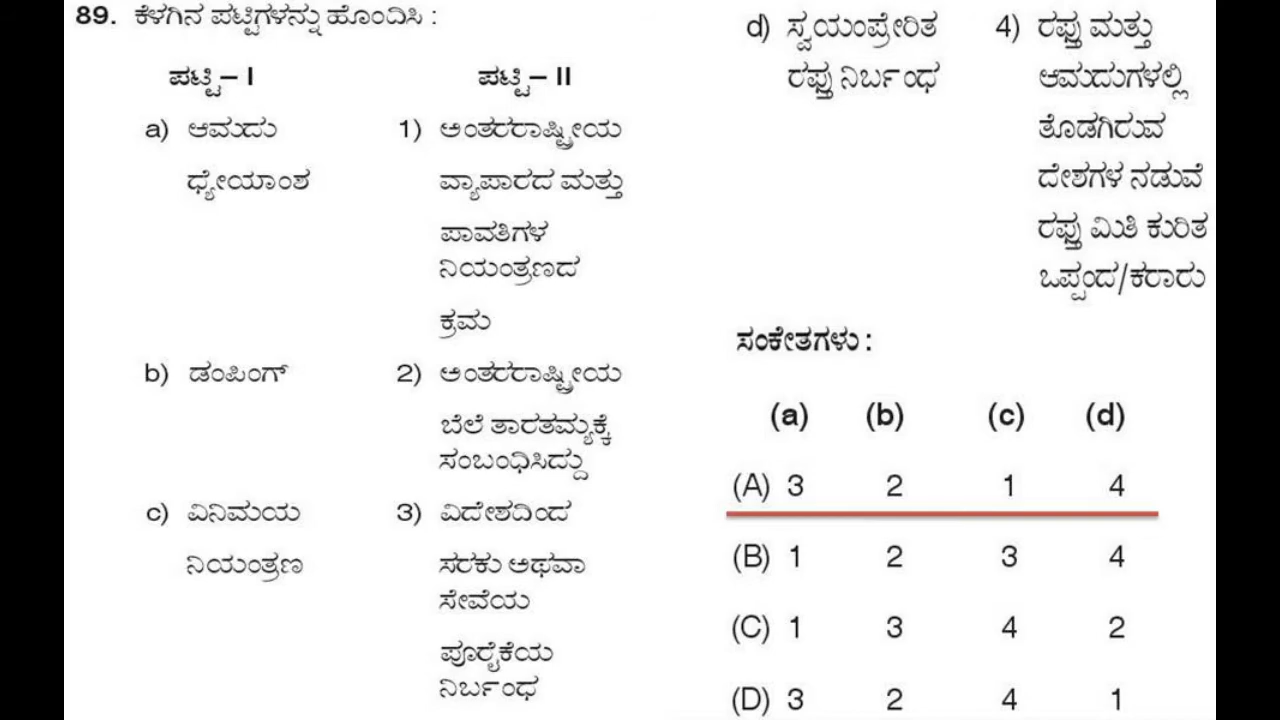 89. ಕೆಳಗಿನ ಪಟ್ಟಿಗಳನ್ನು ಹೊಂದಿಸಿ :
ಪಟ್ಟಿ – I ಪಟ್ಟಿ – II
a) ಆಮದು 1) ಅಂತರರಾಷ್ಟ್ರೀಯ
ಧ್ಯೇಯಾಂಶ ವ್ಯಾಪಾರದ ಮತ್ತು
ಪಾವತಿಗಳ
ನಿಯಂತ್ರಣದ
ಕ್ರಮ
b) ಡಂಪಿಂಗ್ 2) ಅಂತರರಾಷ್ಟ್ರೀಯ
ಬೆಲೆ ತಾರತಮ್ಯಕ್ಕೆ
ಸಂಬಂಧಿಸಿದ್ದು
c) ವಿನಿಮಯ 3) ವಿದೇಶದಿಂದ
ನಿಯಂತ್ರಣ ಸರಕು ಅಥವಾ
ಸೇವೆಯ
ಪೂರೈಕೆಯ
ನಿರ್ಬಂಧ
d) ಸ್ವಯಂಪ್ರೇರಿತ 4) ರಫ್ತು ಮತ್ತು
ರಫ್ತು ನಿರ್ಬಂಧ ಆಮದುಗಳಲ್ಲಿ
ತೊಡಗಿರುವ
ದೇಶಗಳ ನಡುವೆ
ರಫ್ತು ಮಿತಿ ಕುರಿತ
ಒಪ್ಪಂದ/ಕರಾರು
ಸಂಕೇತಗಳು :
(a) (b) (c) (d)
(A) 3 2 1 4
(B) 1 2 3 4
(C) 1 3 4 2
(D) 3 2 4 1